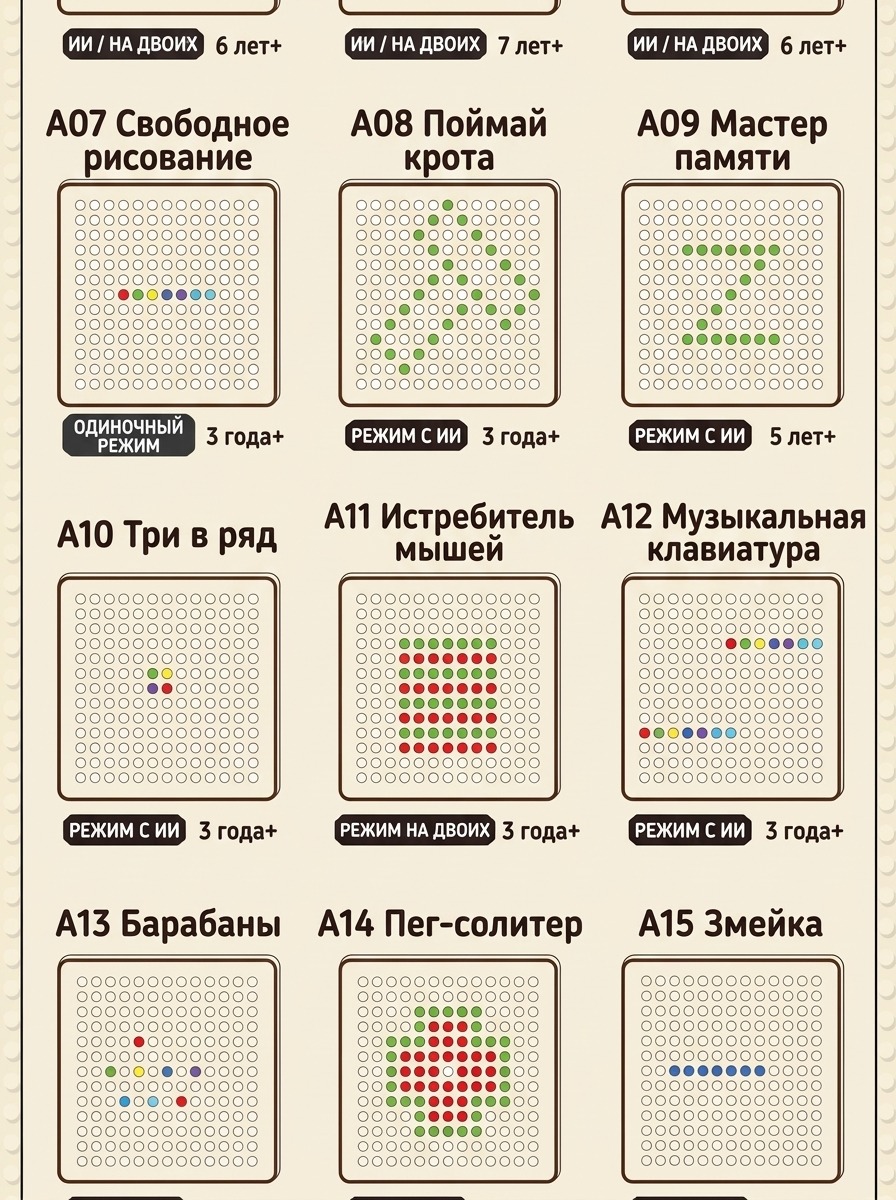 ИИ / НА ДВОИХ 6 лет+
ИИ / НА ДВОИХ 7 лет+
ИИ / НА ДВОИХ 6 лет+
A07 Свободное
рисование
A08 Поймай
крота
A09 Мастер
памяти
ОДИНОЧНЫЙ
РЕЖИМ
3 года+
РЕЖИМ С ИИ 3 года+
РЕЖИМ С ИИ 5 лет+
A10 Три в ряд
A11 Истребитель
мышей
A12 Музыкальная
клавиатура
РЕЖИМ С ИИ 3 года+
РЕЖИМ НА ДВОИХ 3 года+
РЕЖИМ С ИИ 3 года+
A13 Барабаны
A14 Пег-солитер
A15 Змейка